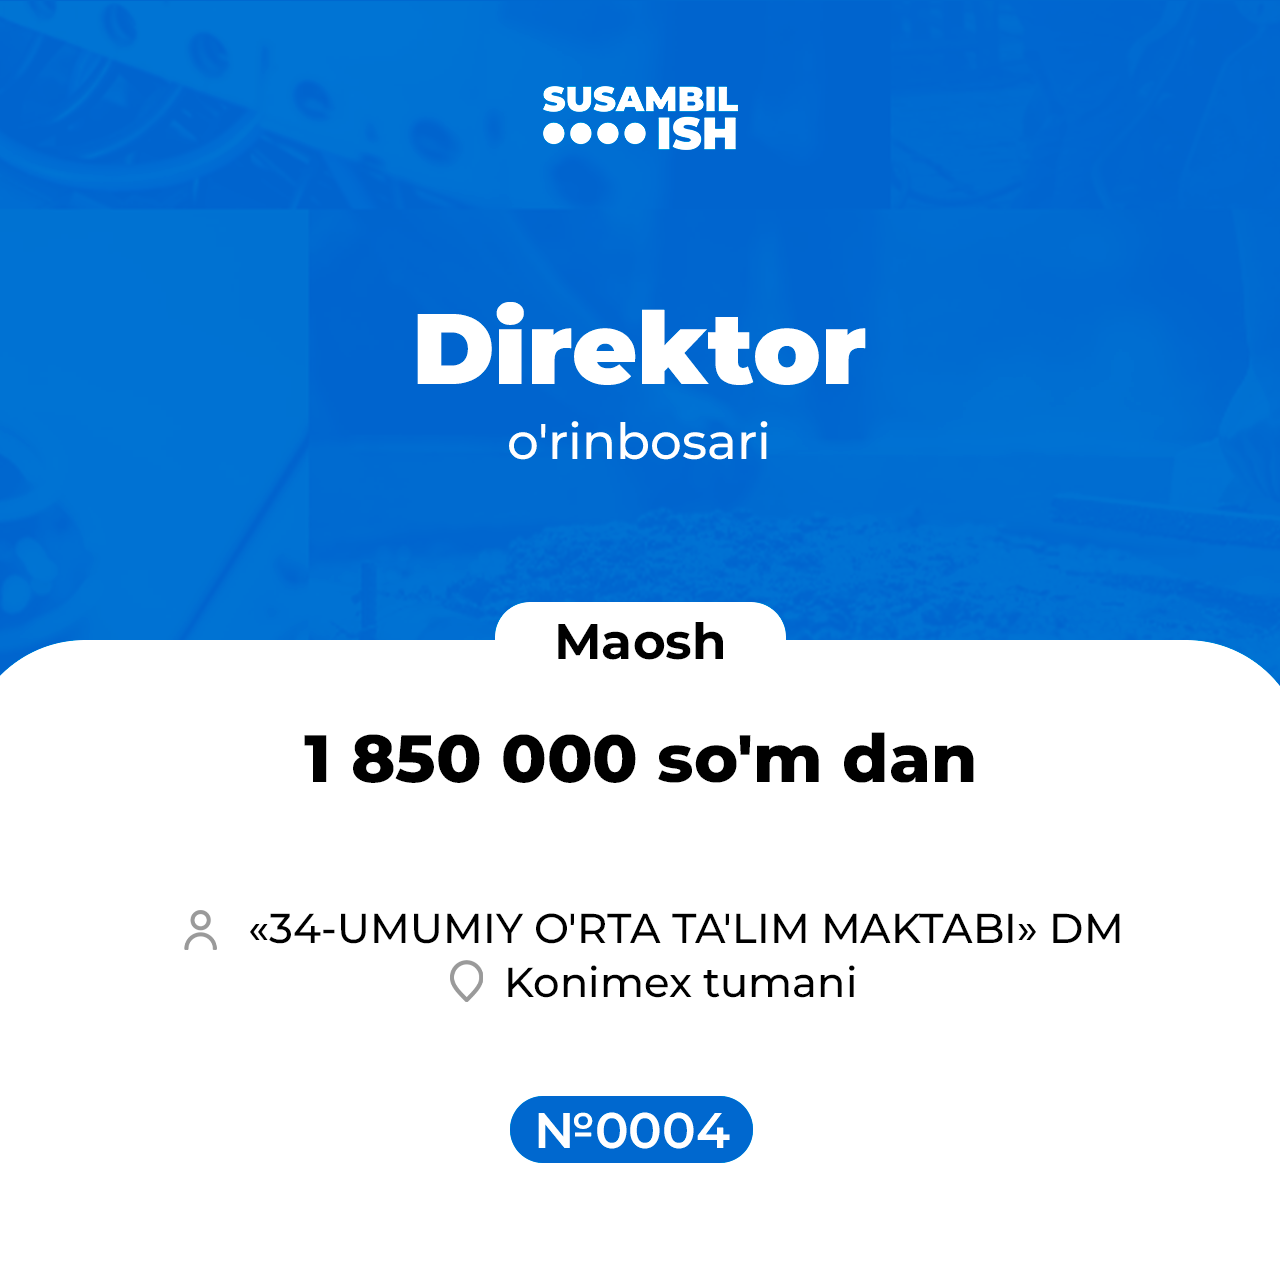 SUSAMBIL
ISH
Direktor
o'rinbosari
Maosh
1 850 000 so'm dan
«34-UMUMIY O'RTA TA'LIM MAKTABI» DM
Konimex tumani
№0004